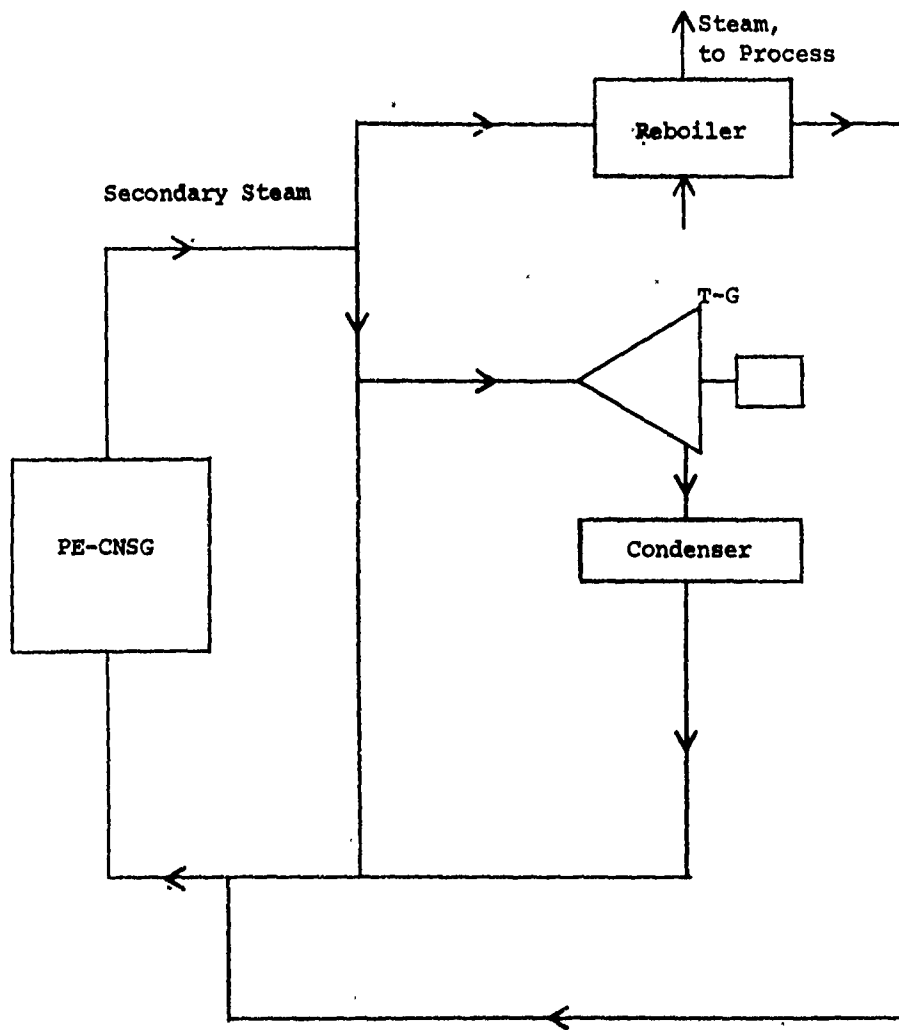 Steam,
to Process
Reboiler
Secondary Steam
T-G
PE-CNSG
Condenser